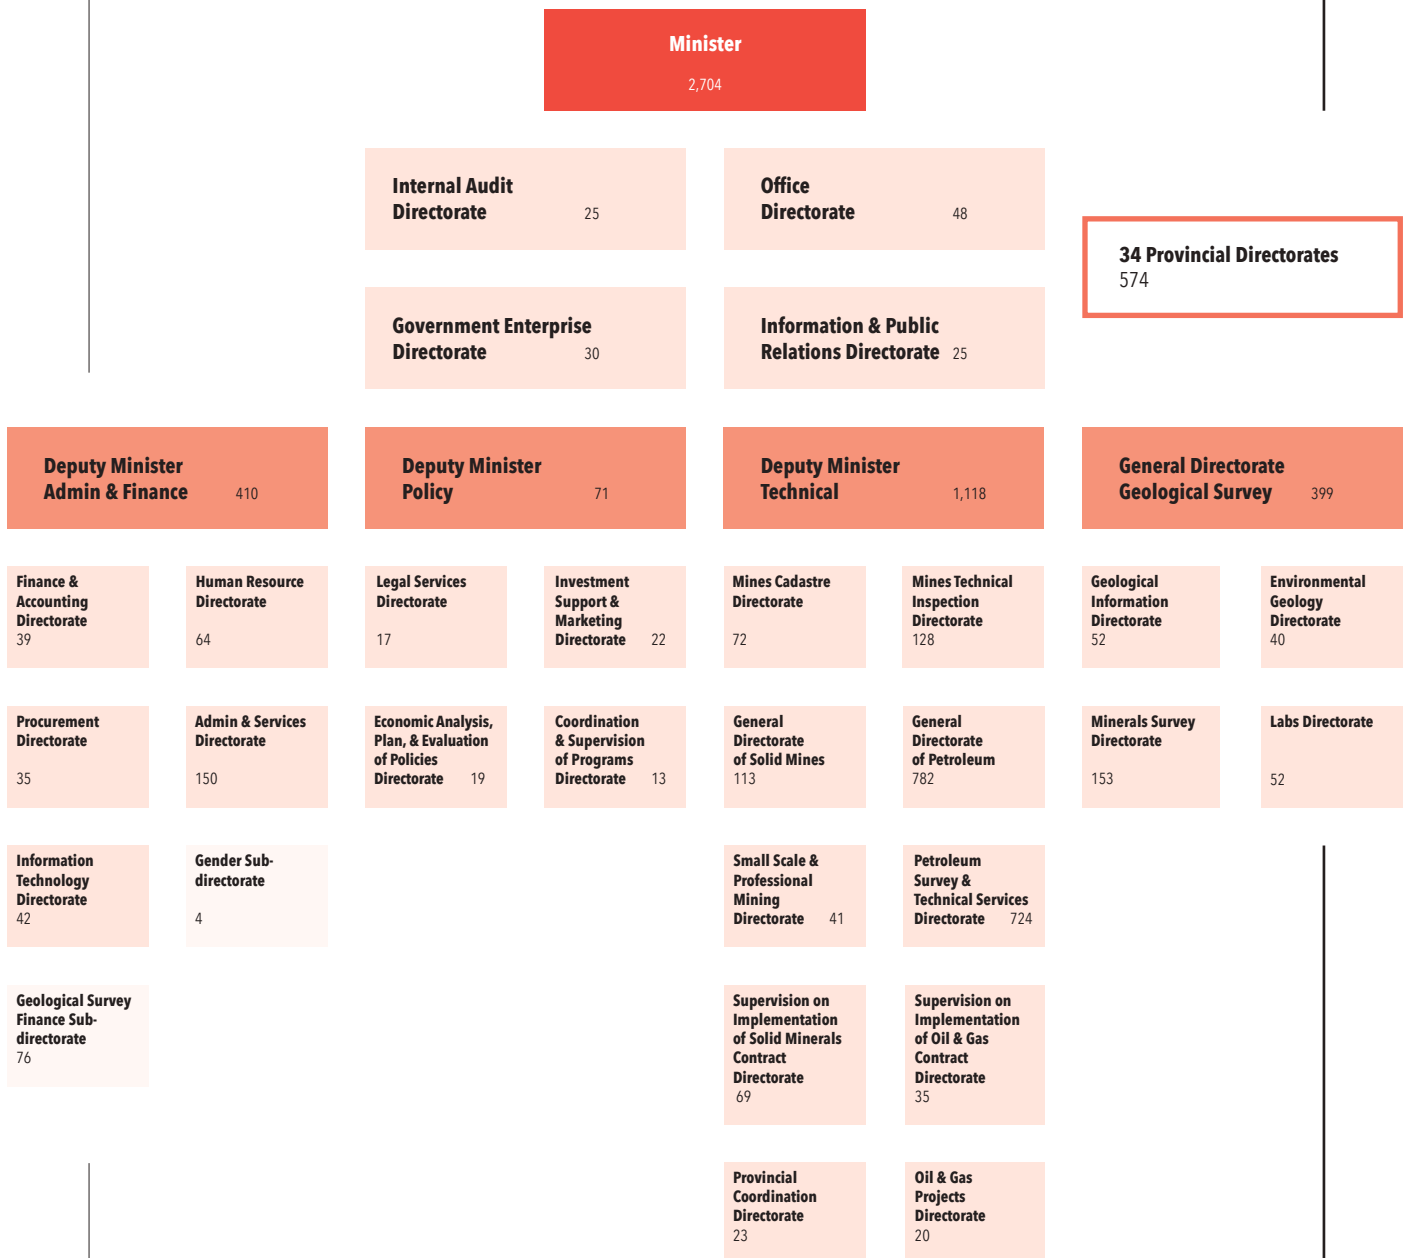 Minister
2,704
Internal Audit
Directorate 25
Office
Directorate 48
34 Provincial Directorates
574
Government Enterprise
Directorate 30
Information & Public
Relations Directorate 25
Deputy Minister
Admin & Finance 410
Deputy Minister
Policy 71
Deputy Minister
Technical 1,118
General Directorate
Geological Survey 399
Finance &
Accounting
Directorate
39
Human Resource
Directorate
64
Legal Services
Directorate
17
Investment
Support &
Marketing
Directorate 22
Mines Cadastre
Directorate
72
Mines Technical
Inspection
Directorate
128
Geological
Information
Directorate
52
Environmental
Geology
Directorate
40
Procurement
Directorate
35
Admin & Services
Directorate
150
Economic Analysis,
Plan, & Evaluation
of Policies
Directorate 19
Coordination
& Supervision
of Programs
Directorate 13
General
Directorate
of Solid Mines
113
General
Directorate
of Petroleum
782
Minerals Survey
Directorate
153
Labs Directorate
52
Information
Technology
Directorate
42
Gender Sub-
directorate
4
Small Scale &
Professional
Mining
Directorate 41
Petroleum
Survey &
Technical Services
Directorate 724
Geological Survey
Finance Sub-
directorate
76
Supervision on
Implementation
of Solid Minerals
Contract
Directorate
69
Supervision on
Implementation
of Oil & Gas
Contract
Directorate
35
Provincial
Coordination
Directorate
23
Oil & Gas
Projects
Directorate
20